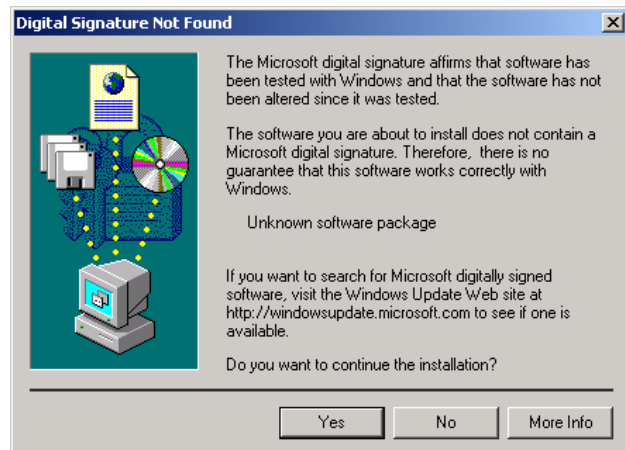 Digital Signature Not Found
The Microsoft digital signature affirms that software has
been tested with Windows and that the software has not
been altered since it was tested.
The software you are about to install does not contain a
Microsoft digital signature. Therefore,  there is no
guarantee that this software works correctly with
Windows.
Unknown software package
If you want to search for Microsoft digitally signed
software, visit the Windows Update Web site at
http://windowsupdate.microsoft.com to see if one is
available.
Do you want to continue the installation?
Yes
No
More Info